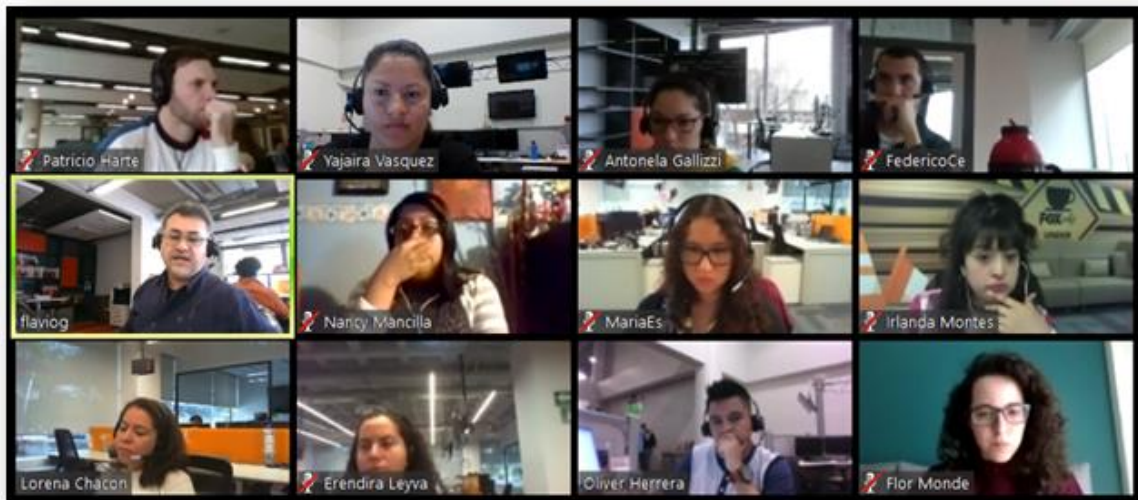 Patricio Harte
Yajaira Vasquez
Antonela Gallizzi
FedericoCe
flaviog
Nancy Mancilla
MariaEs
FOX
Irlanda Montes
Lorena Chacon
Erendira Leyva
Oliver Herrera
Flor Monde